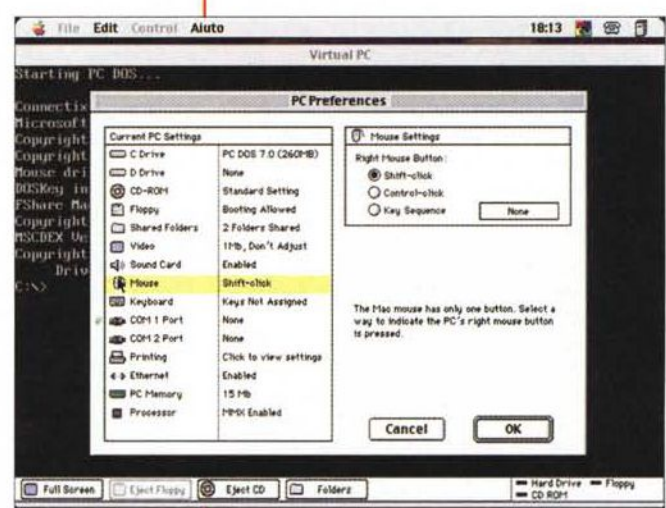 File Edit Control Aiuto 18:13
Virtual PC
Starting PC DOS...
Connectix
Microsoft
Copyright
Copyright
Mouse dri
DOSKey in
FShare Ma
Copyright
MSCDEX Ve
Copyright
Driv
C:\>
PC Preferences
Current PC Settings
C Drive PC DOS 7.0 (260MB)
D Drive None
CD-ROM Standard Setting
Floppy Booting Allowed
Shared Folders 2 Folders Shared
Video 1Mb, Don't Adjust
Sound Card Enabled
Mouse Shift-click
Keyboard Keys Not Assigned
COM 1 Port None
COM 2 Port None
Printing Click to view settings
Ethernet Enabled
PC Memory 15 Mb
Processor MMX Enabled
Mouse Settings
Right Mouse Button:
Shift-click
Control-click
Key Sequence None
The Mac mouse has only one button. Select a
way to indicate the PC's right mouse button
is pressed.
Cancel OK
Full Screen Eject Floppy Eject CD Folders Hard Drive Floppy
CD ROM